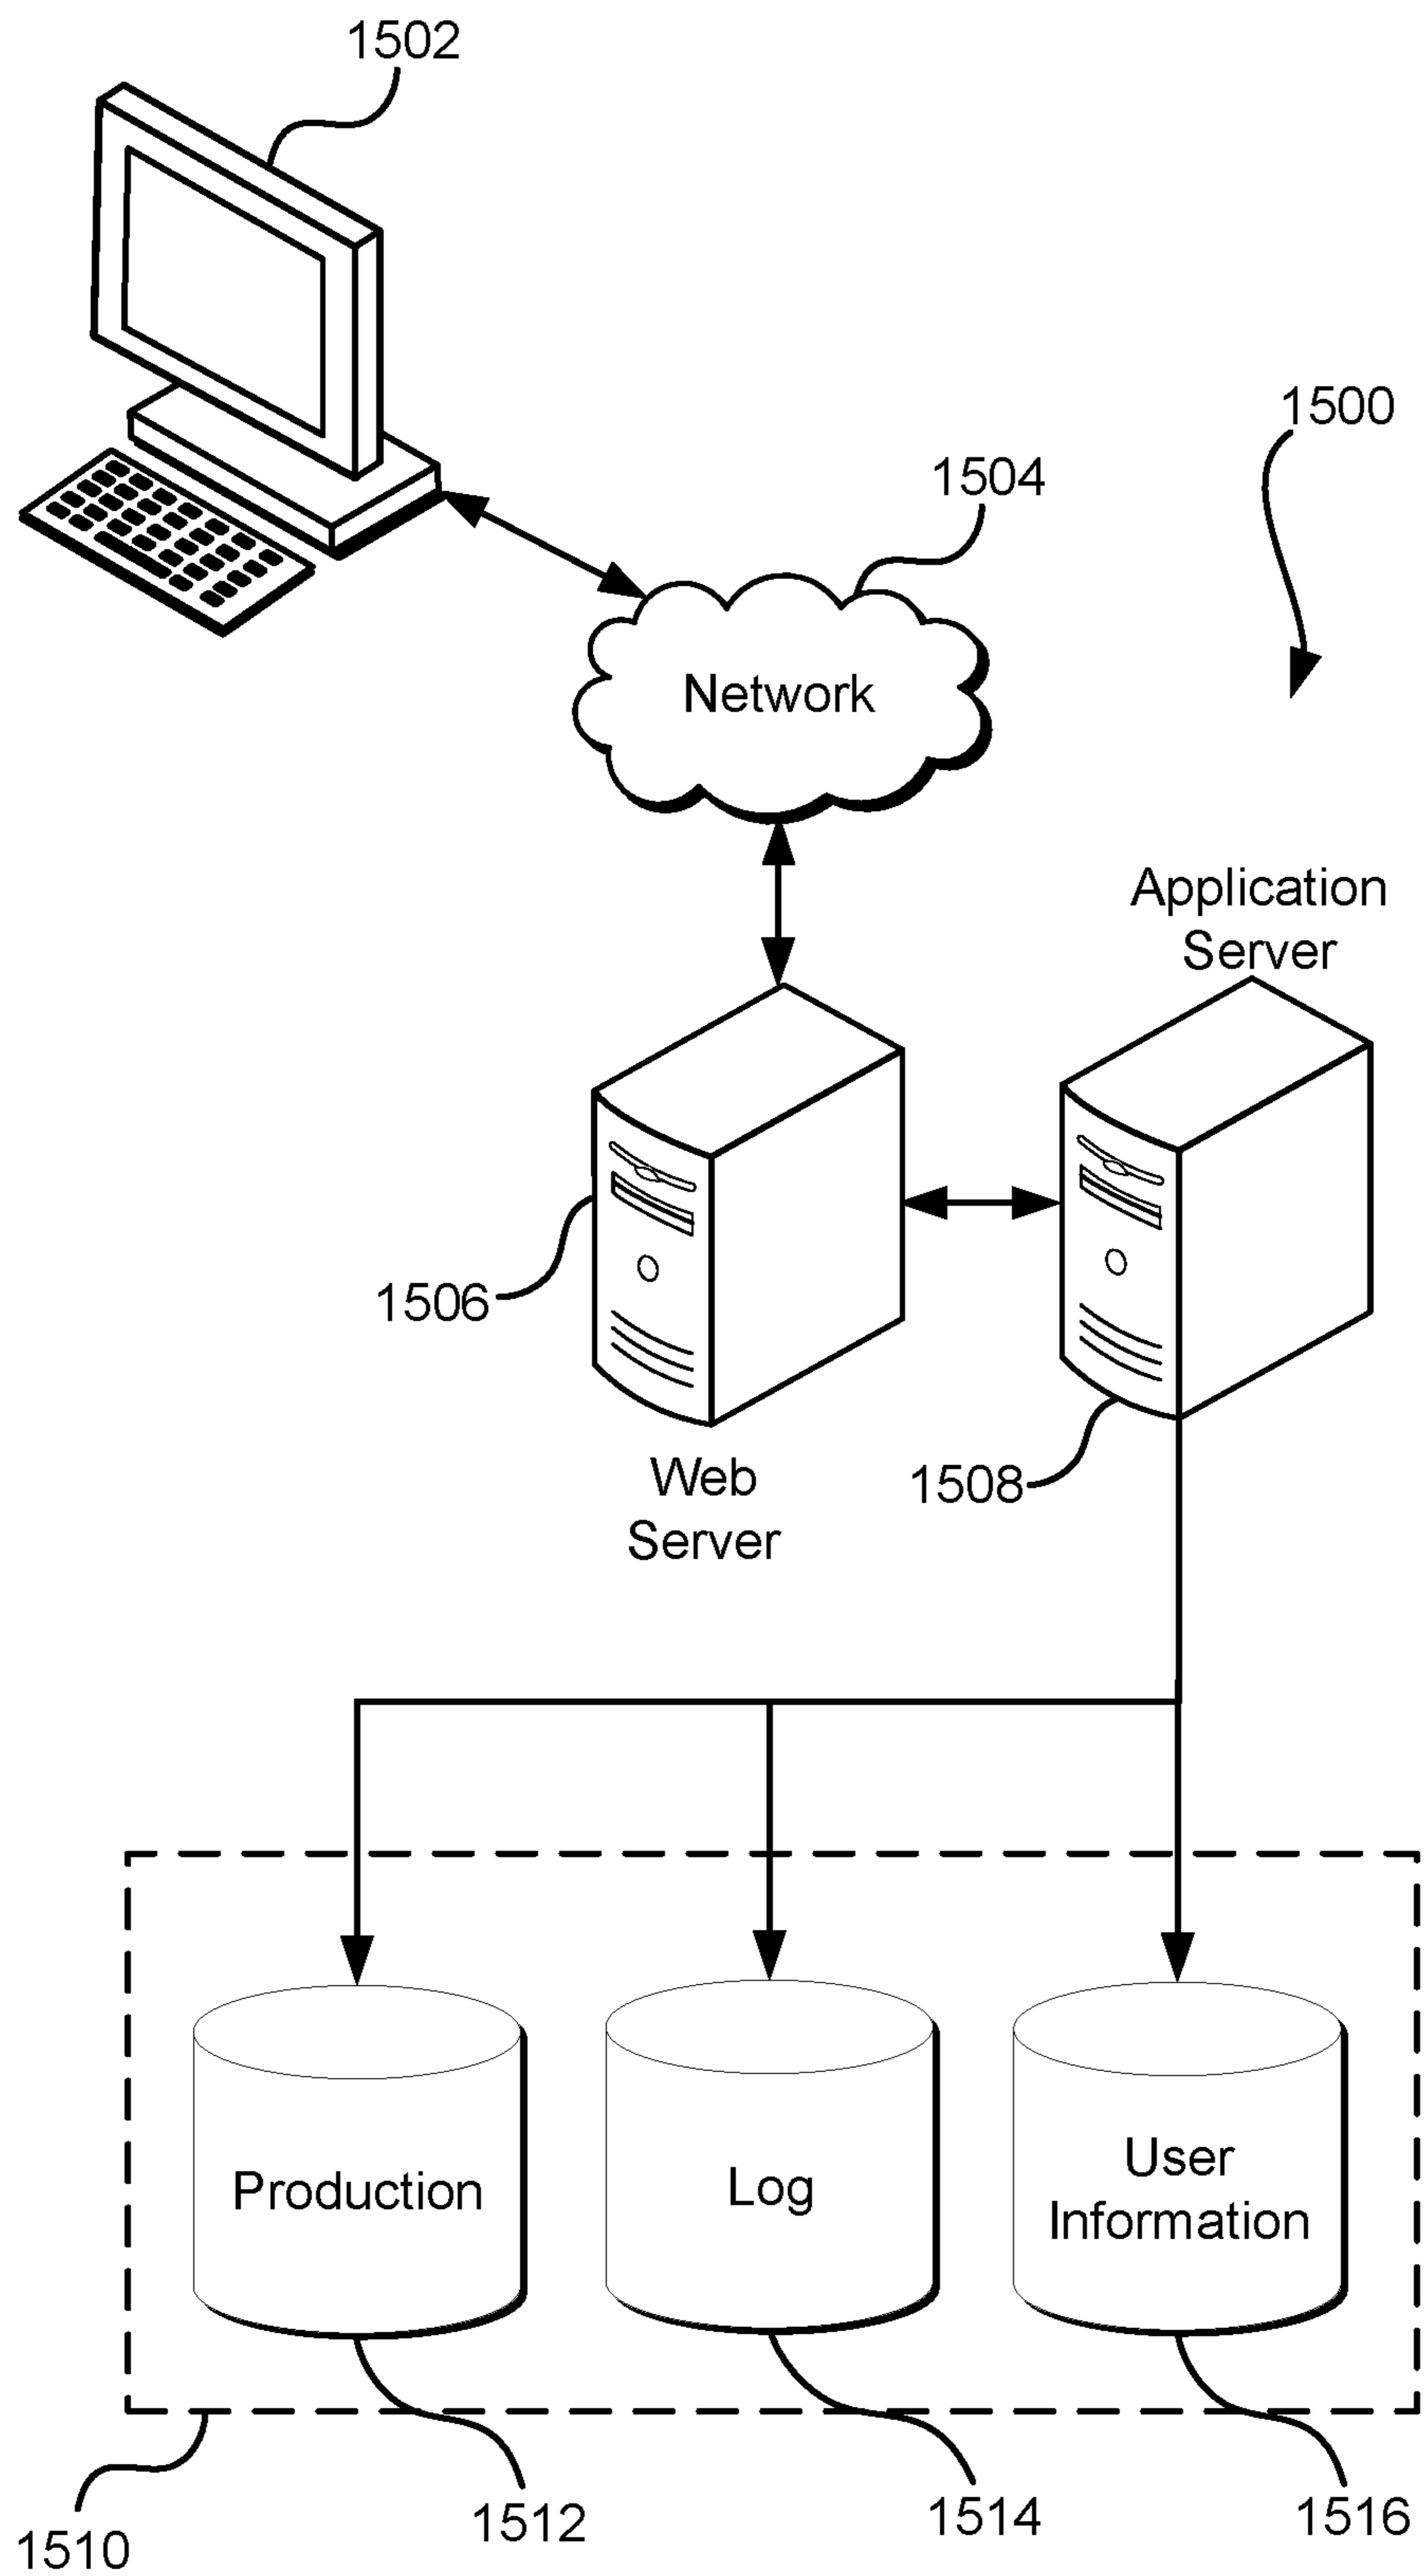 1502
1500
1504
Network
Application
Server
1506
Web
Server
1508
Production
Log
User
Information
1510
1512
1514
1516